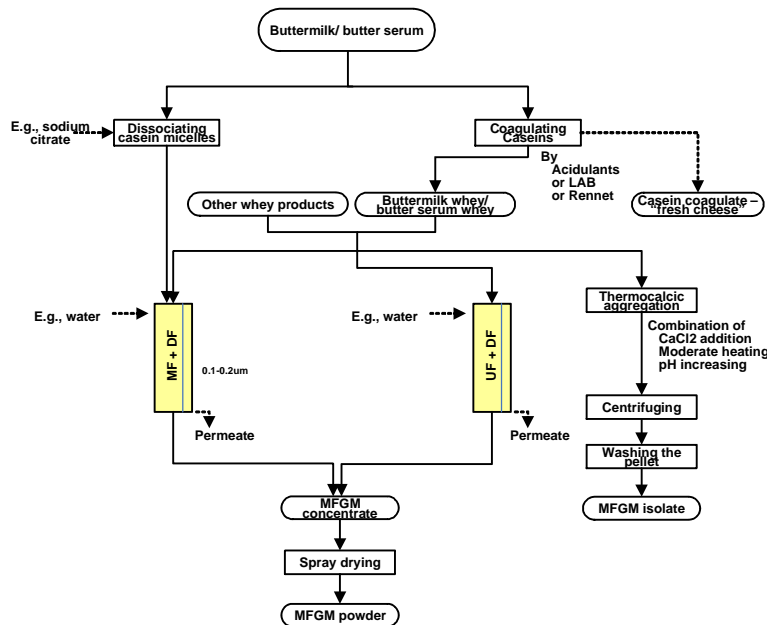 Buttermilk/ butter serum
E.g., sodium
citrate
Dissociating
casein micelles
Coagulating
Caseins
By
Acidulants
or LAB
or Rennet
Other whey products
Buttermilk whey/
butter serum whey
Casein coagulate –
“fresh cheese”
E.g., water
MF + DF
0.1-0.2um
Permeate
E.g., water
UF + DF
Permeate
Thermocalcic
aggregation
Combination of
CaCl2 addition
Moderate heating
pH increasing
Centrifuging
Washing the
pellet
MFGM isolate
MFGM
concentrate
Spray drying
MFGM powder